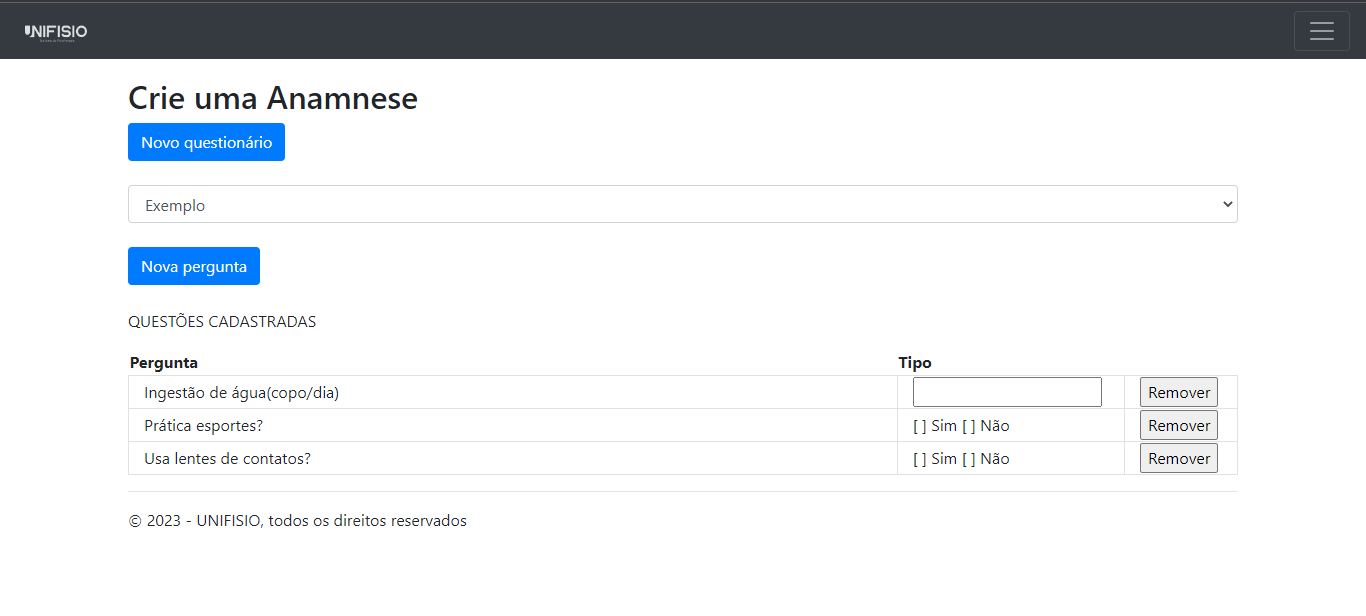 UNIFISIO
Crie uma Anamnese
Novo questionário
Exemplo
Nova pergunta
QUESTÕES CADASTRADAS
Pergunta Tipo
Ingestão de água(copo/dia) Remover
Prática esportes? [ ] Sim [ ] Não Remover
Usa lentes de contatos? [ ] Sim [ ] Não Remover
© 2023 - UNIFISIO, todos os direitos reservados